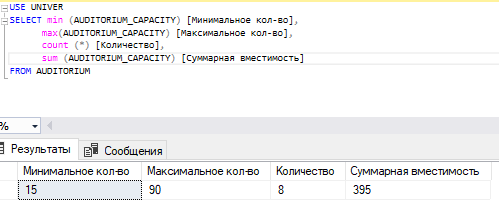 USE UNIVER
SELECT min (AUDITORIUM_CAPACITY) [Минимальное кол-во],
max(AUDITORIUM_CAPACITY) [Максимальное кол-во],
count (*) [Количество],
sum (AUDITORIUM_CAPACITY) [Суммарная вместимость]
FROM AUDITORIUM
%
Результаты Сообщения
Минимальное кол-во Максимальное кол-во Количество Суммарная вместимость
15 90 8 395